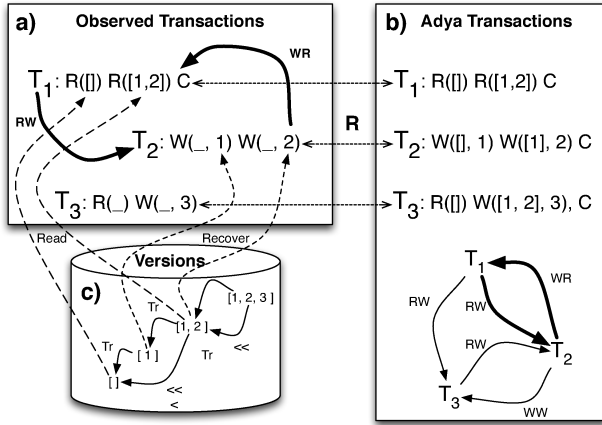 a) Observed Transactions
WR
T1: R([]) R([1,2]) C
RW
T2: W(_, 1) W(_, 2)
T3: R(_) W(_, 3)
R
Read
Recover
Versions
c)
[1, 2, 3 ]
Tr
[1, 2]
<<
Tr
[ 1 ]
Tr
[ ]
<<
<
b) Adya Transactions
T1: R([]) R([1,2]) C
T2: W([], 1) W([1], 2) C
T3: R([]) W([1, 2], 3), C
T1
WR
RW
RW
RW
T2
T3
WW